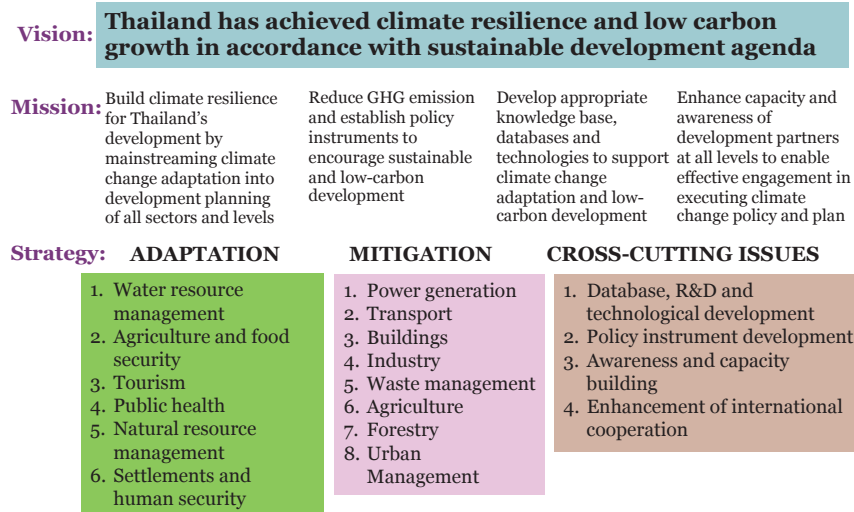 Vision:
Thailand has achieved climate resilience and low carbon
growth in accordance with sustainable development agenda
Mission:
Build climate resilience
for Thailand's
development by
mainstreaming climate
change adaptation into
development planning
of all sectors and levels
Reduce GHG emission
and establish policy
instruments to
encourage sustainable
and low-carbon
development
Develop appropriate
knowledge base,
databases and
technologies to support
climate change
adaptation and low-
carbon development
Enhance capacity and
awareness of
development partners
at all levels to enable
effective engagement in
executing climate
change policy and plan
Strategy:
ADAPTATION
1. Water resource
management
2. Agriculture and food
security
3. Tourism
4. Public health
5. Natural resource
management
6. Settlements and
human security
MITIGATION
1. Power generation
2. Transport
3. Buildings
4. Industry
5. Waste management
6. Agriculture
7. Forestry
8. Urban
Management
CROSS-CUTTING ISSUES
1. Database, R&D and
technological development
2. Policy instrument development
3. Awareness and capacity
building
4. Enhancement of international
cooperation